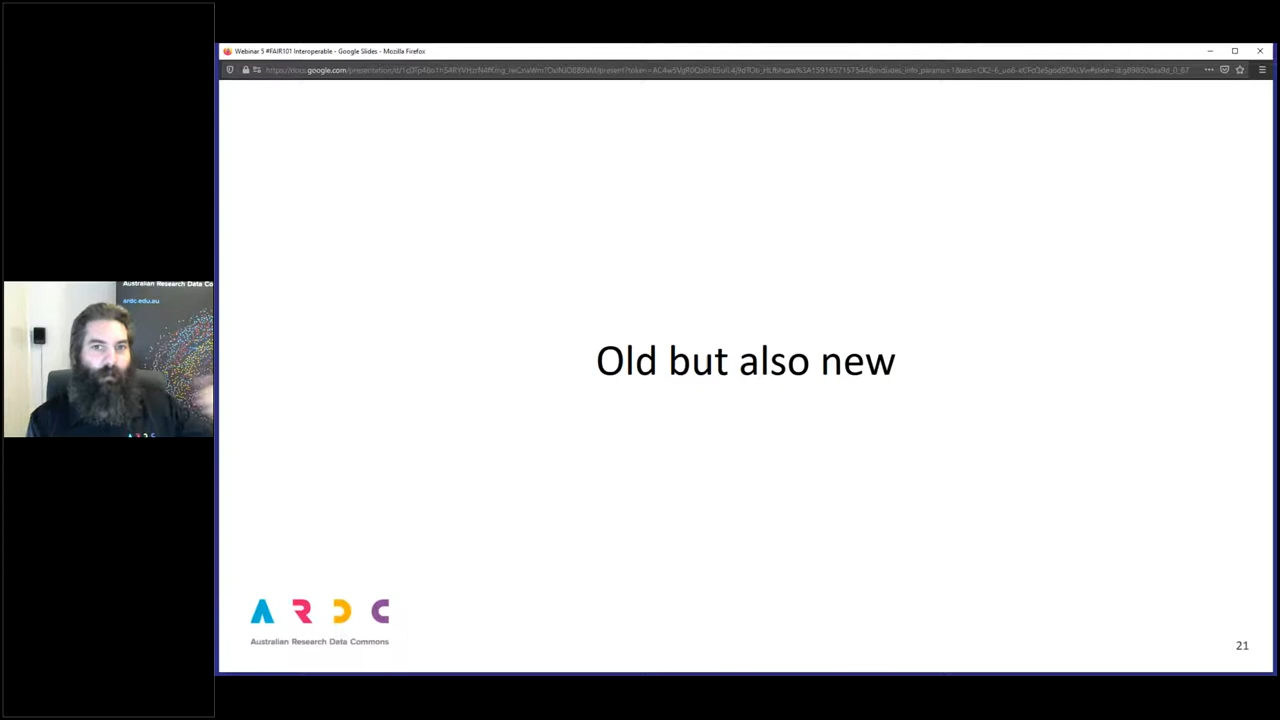 Webinar 5 #FAIR101 Interoperable - Google Slides - Mozilla Firefox
Australian Research Data Co
ardc.edu.au
Old but also new
A R D C
Australian Research Data Commons
21